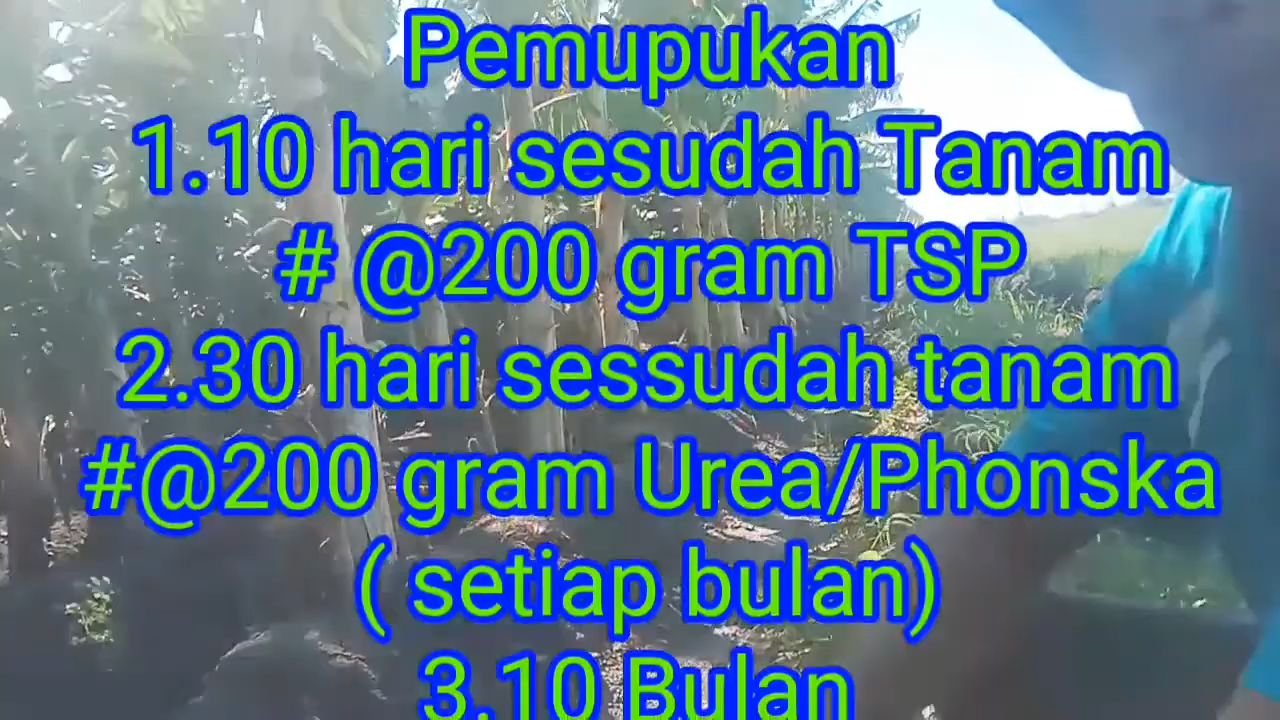 Pemupukan
1.10 hari sesudah Tanam
# @200 gram TSP
2.30 hari sessudah tanam
#@200 gram Urea/Phonska
( setiap bulan)
3.10 Bulan